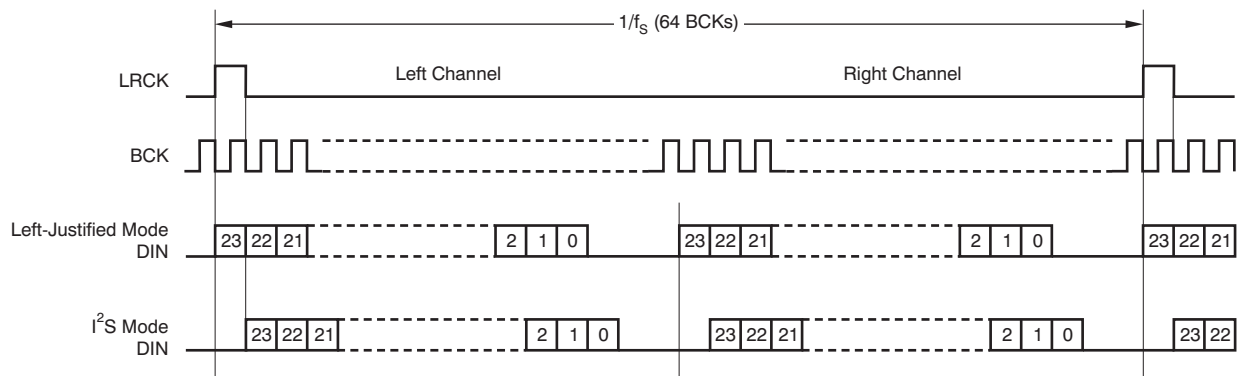 1/fS (64 BCKs)
LRCK
Left Channel
Right Channel
BCK
Left-Justified Mode
DIN
23 22 21 2 1 0 23 22 21 2 1 0 23 22 21
I²S Mode
DIN
23 22 21 2 1 0 23 22 21 2 1 0 23 22